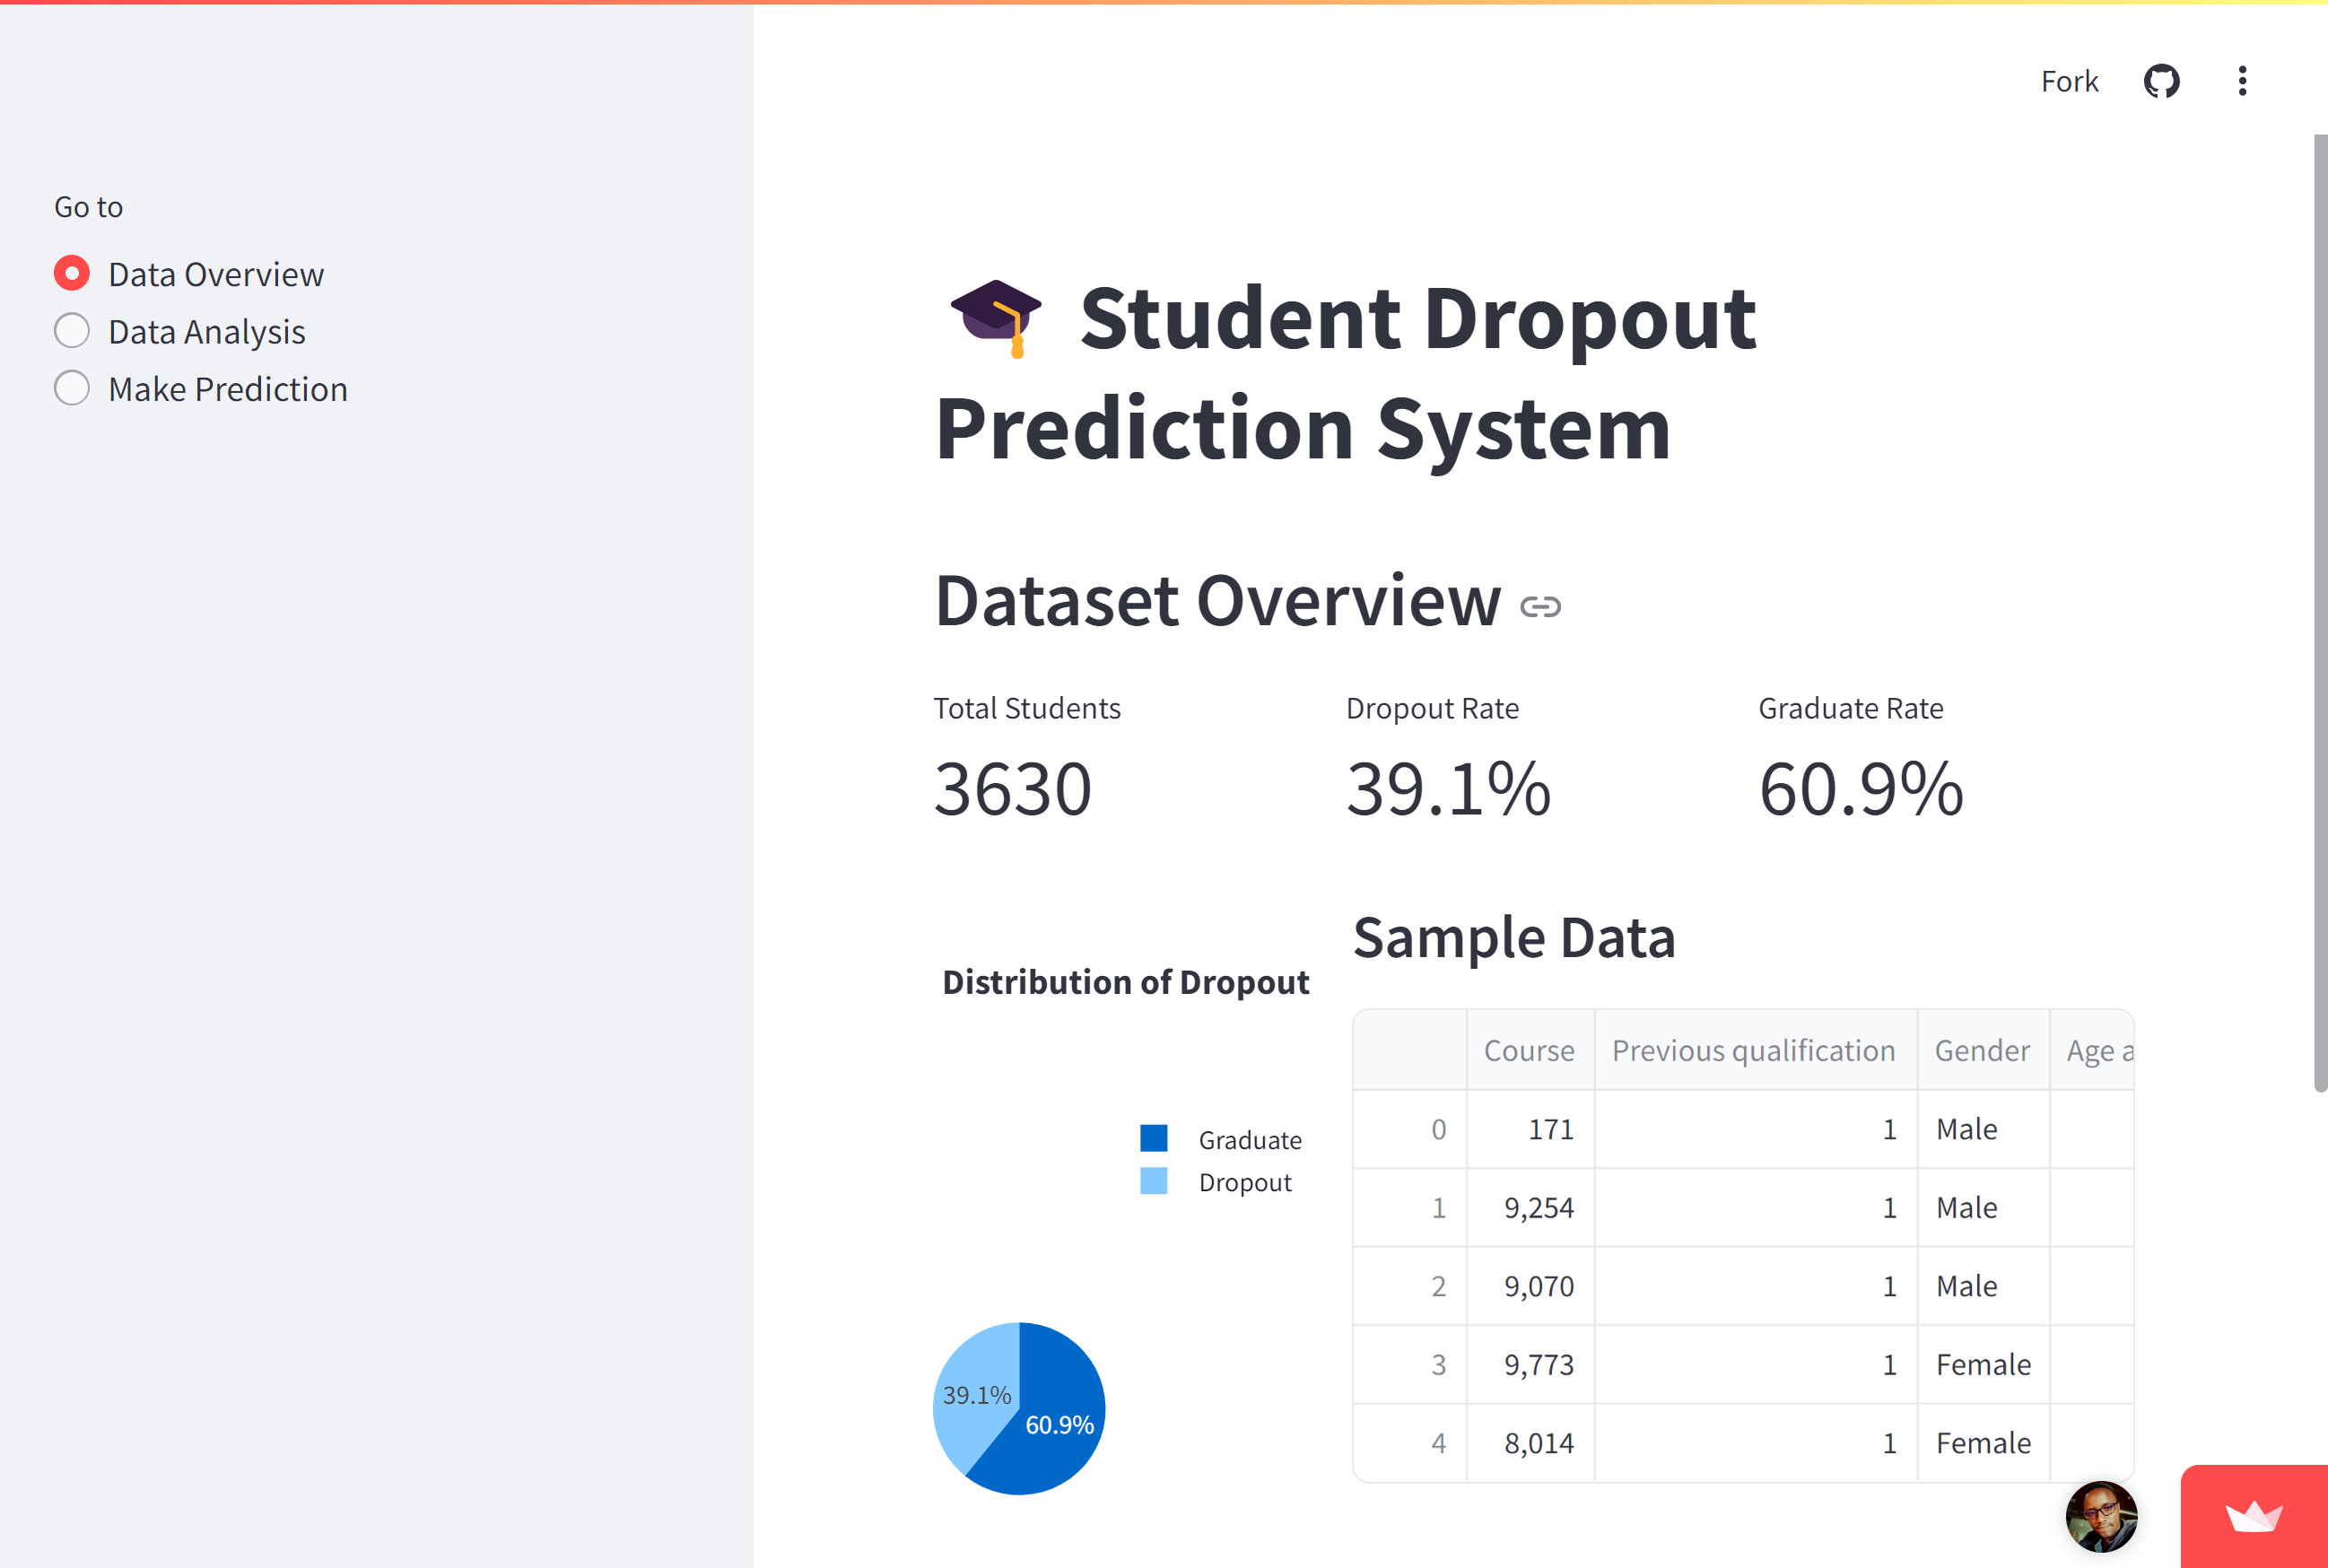 Fork
Go to
Data Overview
Data Analysis
Make Prediction
Student Dropout
Prediction System
Dataset Overview
Total Students
Dropout Rate
Graduate Rate
3630
39.1%
60.9%
Distribution of Dropout
Graduate
Dropout
39.1%
60.9%
Sample Data
Course Previous qualification Gender Age a
0 171 1 Male
1 9,254 1 Male
2 9,070 1 Male
3 9,773 1 Female
4 8,014 1 Female